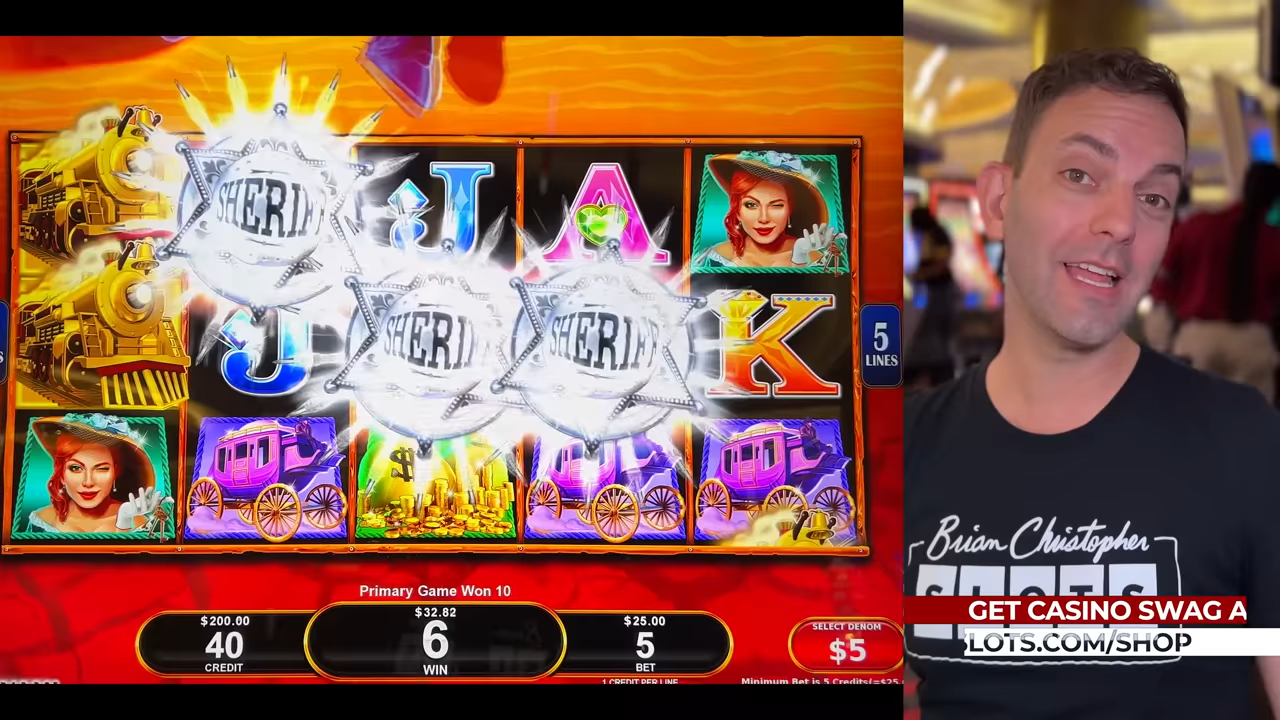 SHERIFF
J
A
SHERIFF
SHERIFF
J
K
5
LINES
$
Primary Game Won 10
$200.00
40
CREDIT
$32.82
6
WIN
$25.00
5
BET
SELECT DENOM
$5
1 CREDIT PER LINE
Minimum Bet is 5 Credits(=$25.
Brian Christopher
SLOTS
GET CASINO SWAG A
LOTS.COM/SHOP